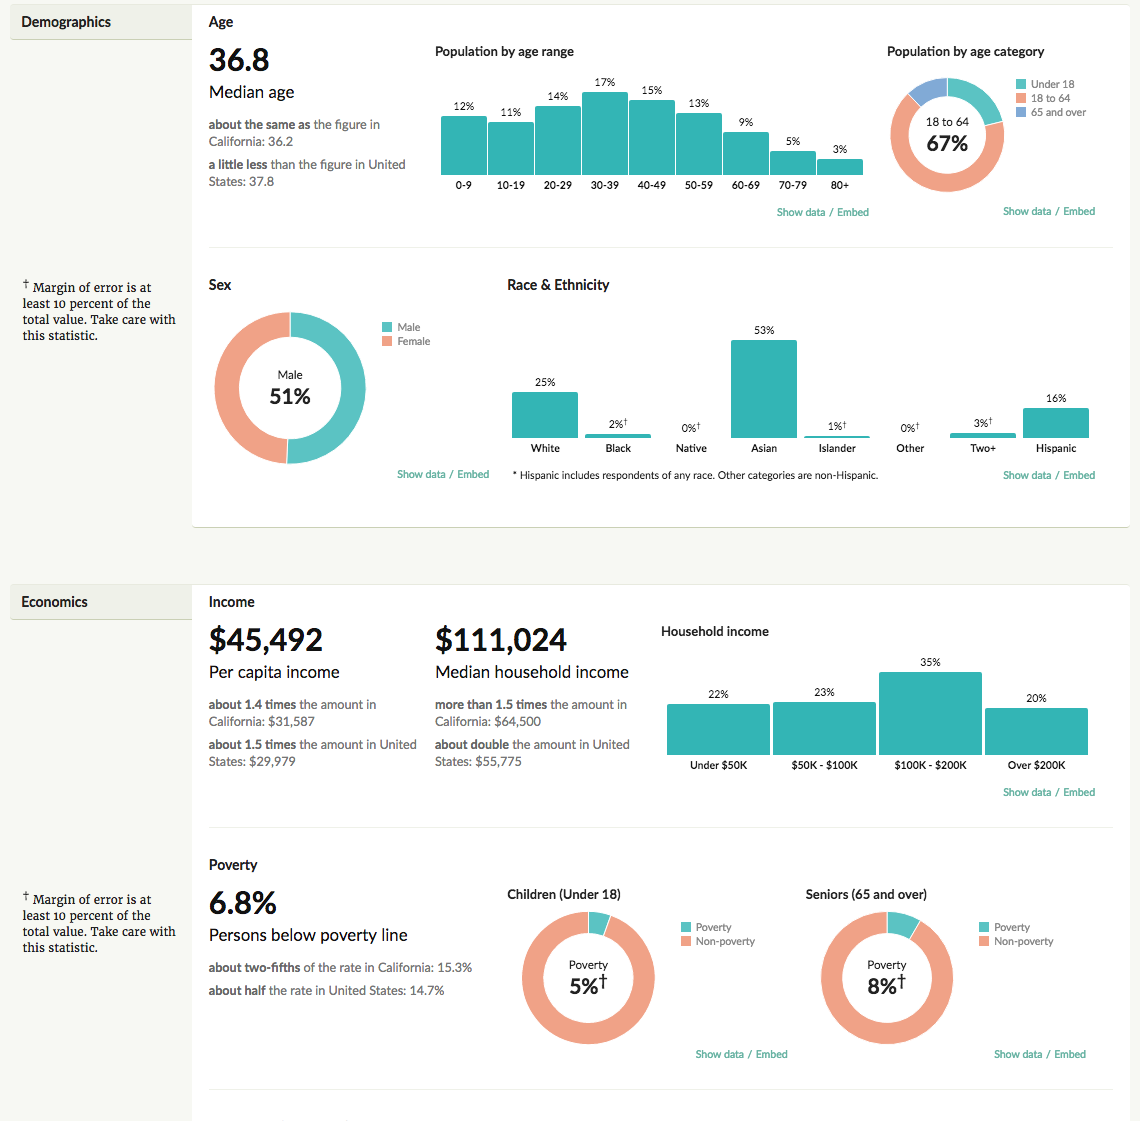 Demographics
Age
36.8
Median age
about the same as the figure in
California: 36.2
a little less than the figure in United
States: 37.8
Population by age range
12%
11%
14%
17%
15%
13%
9%
5%
3%
0-9
10-19
20-29
30-39
40-49
50-59
60-69
70-79
80+
Show data / Embed
Population by age category
18 to 64
67%
Under 18
18 to 64
65 and over
Show data / Embed
† Margin of error is at
least 10 percent of the
total value. Take care with
this statistic.
Sex
Male
51%
Male
Female
Show data / Embed
Race & Ethnicity
25%
2%†
0%†
53%
1%†
0%†
3%†
16%
White
Black
Native
Asian
Islander
Other
Two+
Hispanic
* Hispanic includes respondents of any race. Other categories are non-Hispanic.
Show data / Embed
Economics
Income
$45,492
Per capita income
about 1.4 times the amount in
California: $31,587
about 1.5 times the amount in United
States: $29,979
$111,024
Median household income
more than 1.5 times the amount in
California: $64,500
about double the amount in United
States: $55,775
Household income
22%
23%
35%
20%
Under $50K
$50K - $100K
$100K - $200K
Over $200K
Show data / Embed
† Margin of error is at
least 10 percent of the
total value. Take care with
this statistic.
Poverty
6.8%
Persons below poverty line
about two-fifths of the rate in California: 15.3%
about half the rate in United States: 14.7%
Children (Under 18)
Poverty
5%†
Poverty
Non-poverty
Show data / Embed
Seniors (65 and over)
Poverty
8%†
Poverty
Non-poverty
Show data / Embed